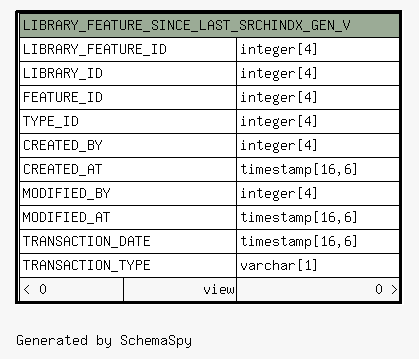 LIBRARY_FEATURE_SINCE_LAST_SRCHINDX_GEN_V
LIBRARY_FEATURE_ID integer[4]
LIBRARY_ID integer[4]
FEATURE_ID integer[4]
TYPE_ID integer[4]
CREATED_BY integer[4]
CREATED_AT timestamp[16,6]
MODIFIED_BY integer[4]
MODIFIED_AT timestamp[16,6]
TRANSACTION_DATE timestamp[16,6]
TRANSACTION_TYPE varchar[1]
< 0 view 0 >
Generated by SchemaSpy